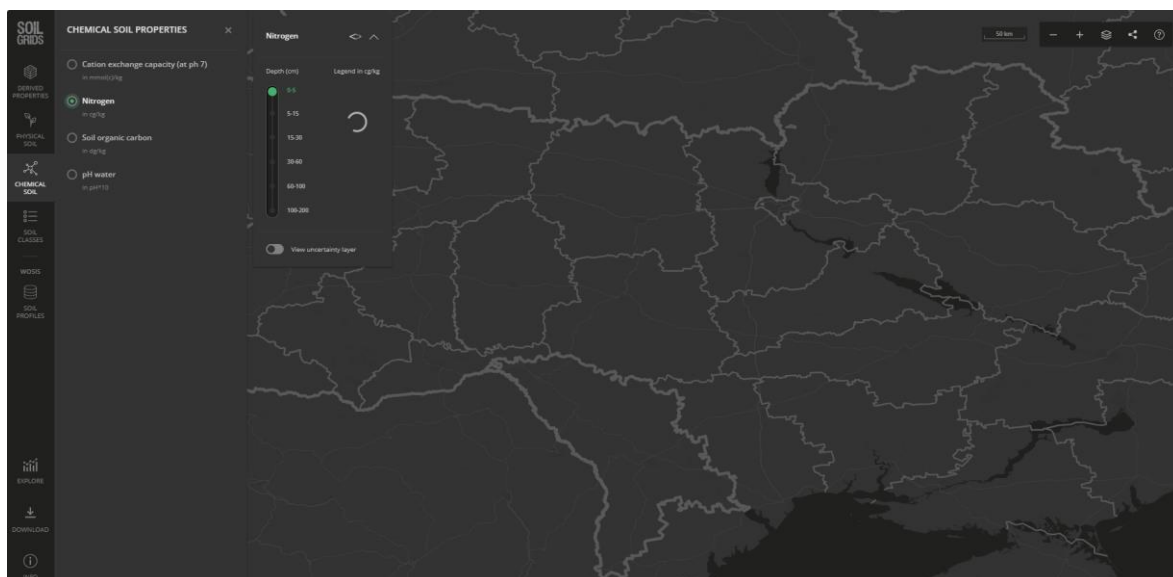 SOIL
GRIDS
DERIVED
PROPERTIES
PHYSICAL
SOIL
CHEMICAL
SOIL
SOIL
CLASSES
WOSIS
SOIL
PROFILES
EXPLORE
DOWNLOAD
INFO
CHEMICAL SOIL PROPERTIES
Cation exchange capacity (at ph 7)
in mmol(c)/kg
Nitrogen
in cg/kg
Soil organic carbon
in dg/kg
pH water
in pH*10
Nitrogen
Depth (cm) Legend in cg/kg
0-5
5-15
15-30
30-60
60-100
100-200
View uncertainty layer
50 km